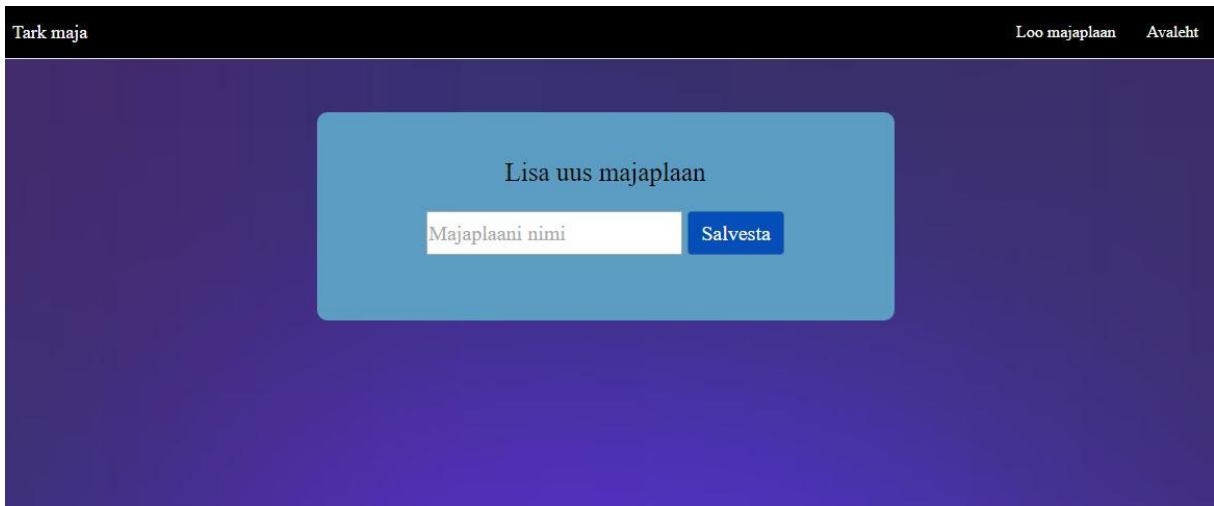 Tark maja
Loo majaplaan
Avaleht
Lisa uus majaplaan
Majaplaani nimi
Salvesta